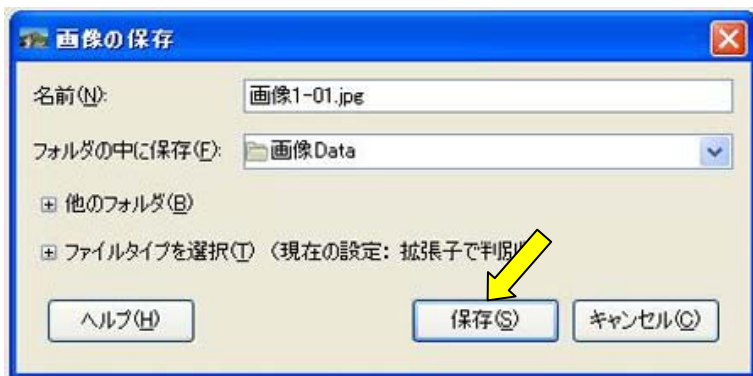 画像の保存
名前(N): 画像1-01.jpg
フォルダの中に保存(F): 画像Data
他のフォルダ(B)
ファイルタイプを選択(T) (現在の設定: 拡張子で判別
ヘルプ(H) 保存(S) キャンセル(C)